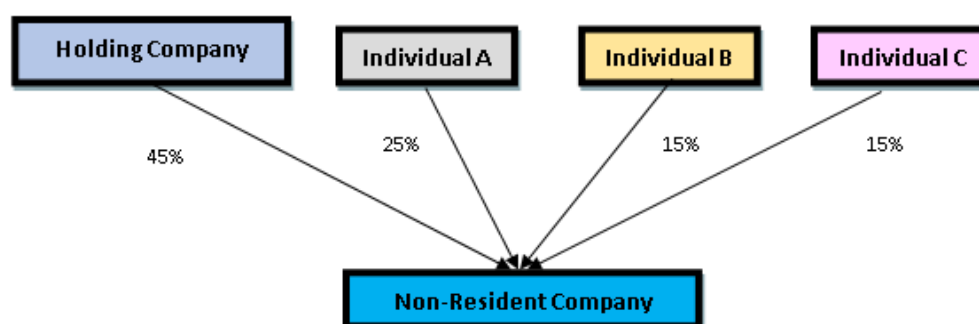 Holding Company
Individual A
Individual B
Individual C
45%
25%
15%
15%
Non-Resident Company